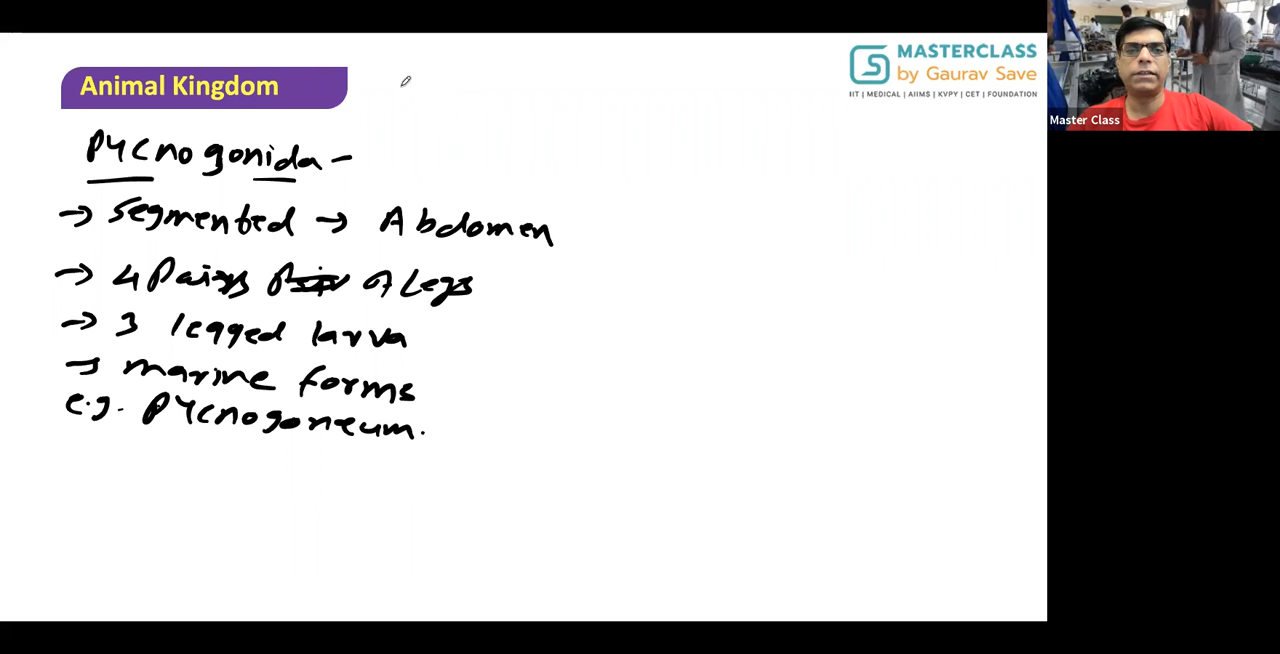 Animal Kingdom
MASTERCLASS
by Gaurav Save
IIT | MEDICAL | AIIMS | KVPY | CET | FOUNDATION
Master Class
PYCnogonida -
→ Segmented → Abdomen
→ 4 Pairs of Legs
→ 3 legged larva
→ marine forms
e.g. PYcnogoneum.